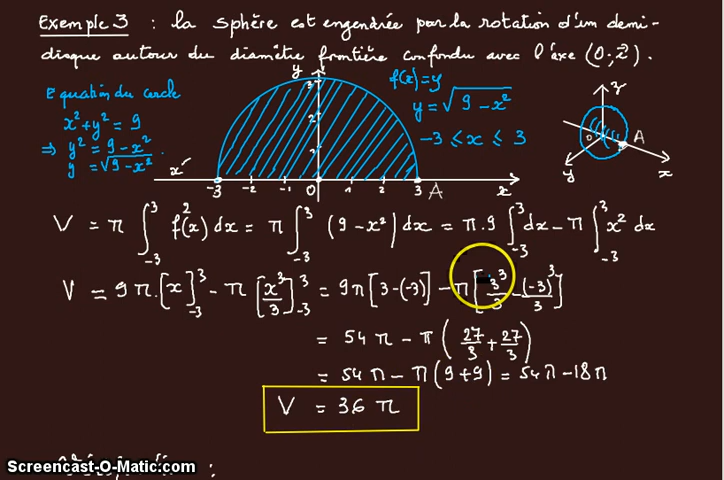 Exemple 3 : la sphère est engendrée par la rotation d'un demi-
disque autour du diamètre frontière confondu avec l'axe (O; i⃗).
Equation du cercle
x² + y² = 9
⇒ y² = 9 - x²
y = √9-x²
y
3
2
1
x'
-3 -2 -1 0 1 2 3 A x
f(x) = y
y = √9 - x²
-3 ≤ x ≤ 3
z
A
0
y
x
V = π ∫₋₃³ f²(x) dx = π ∫₋₃³ (9 - x²) dx = π.9 ∫₋₃³ dx - π ∫₋₃³ x² dx
V = 9π.[x]₋₃³ - π [x³/3]₋₃³ = 9π [3-(-3)] - π [3³/3 - (-3)³/3]
= 54π - π (27/3 + 27/3)
= 54π - π (9+9) = 54π - 18π
V = 36π
Screencast-O-Matic.com
: